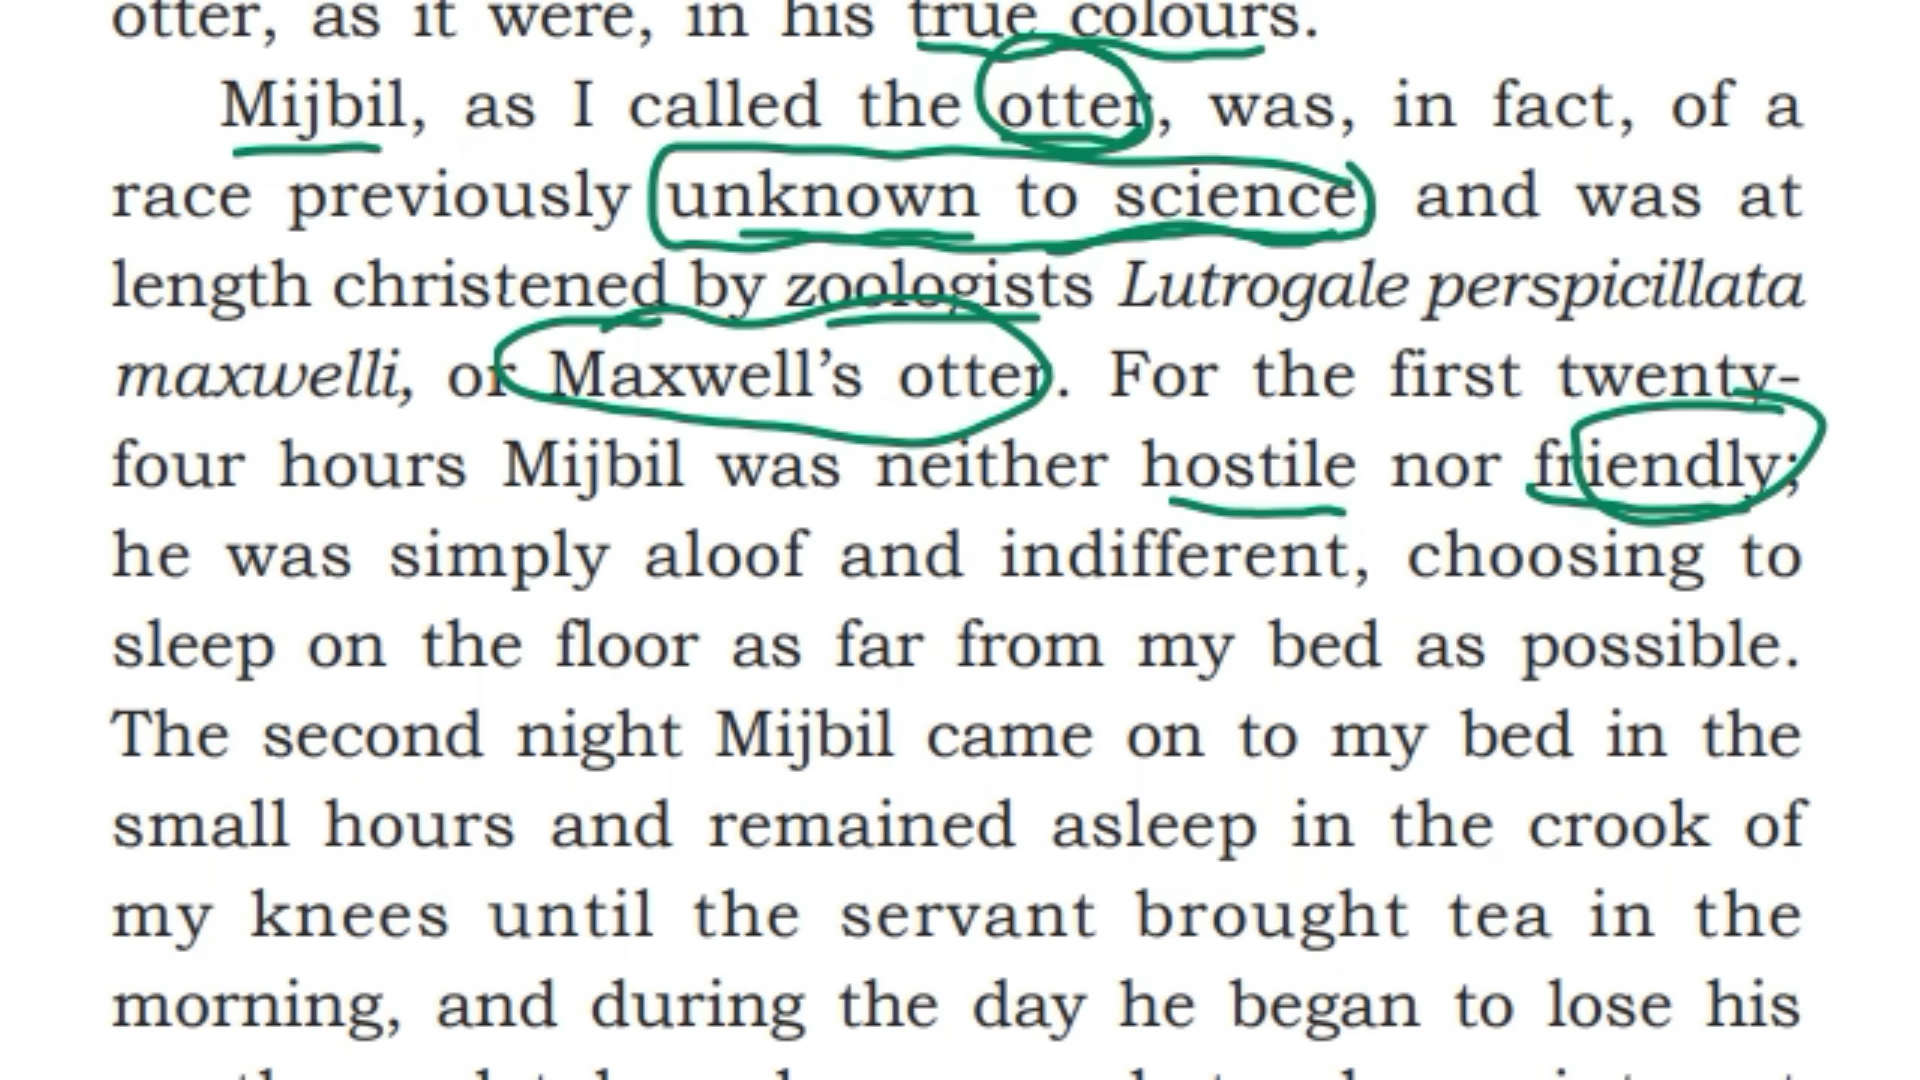 otter, as it were, in his true colours.
Mijbil, as I called the otter, was, in fact, of a
race previously unknown to science, and was at
length christened by zoologists Lutrogale perspicillata
maxwelli, or Maxwell’s otter. For the first twenty-
four hours Mijbil was neither hostile nor friendly;
he was simply aloof and indifferent, choosing to
sleep on the floor as far from my bed as possible.
The second night Mijbil came on to my bed in the
small hours and remained asleep in the crook of
my knees until the servant brought tea in the
morning, and during the day he began to lose his